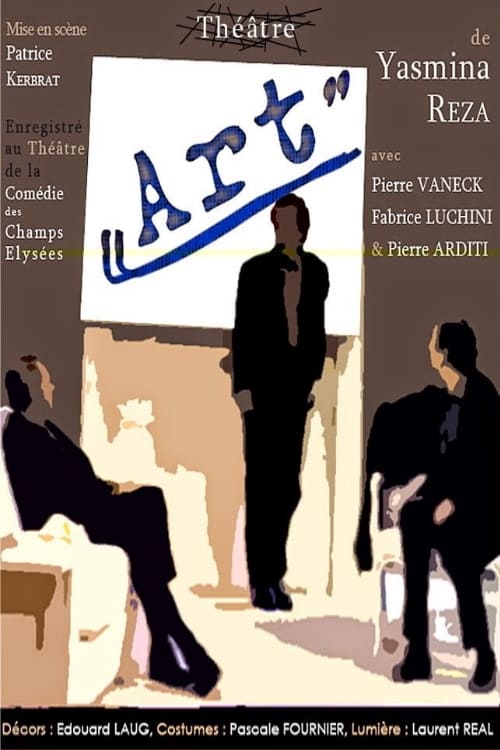 Théâtre
Mise en scène
Patrice
KERBRAT
Enregistré
au Théâtre
de la
Comédie
des
Champs
Elysées
„Art”
de
Yasmina
REZA
avec
Pierre VANECK
Fabrice LUCHINI
& Pierre ARDITI
Décors : Edouard LAUG, Costumes : Pascale FOURNIER, Lumière : Laurent REAL